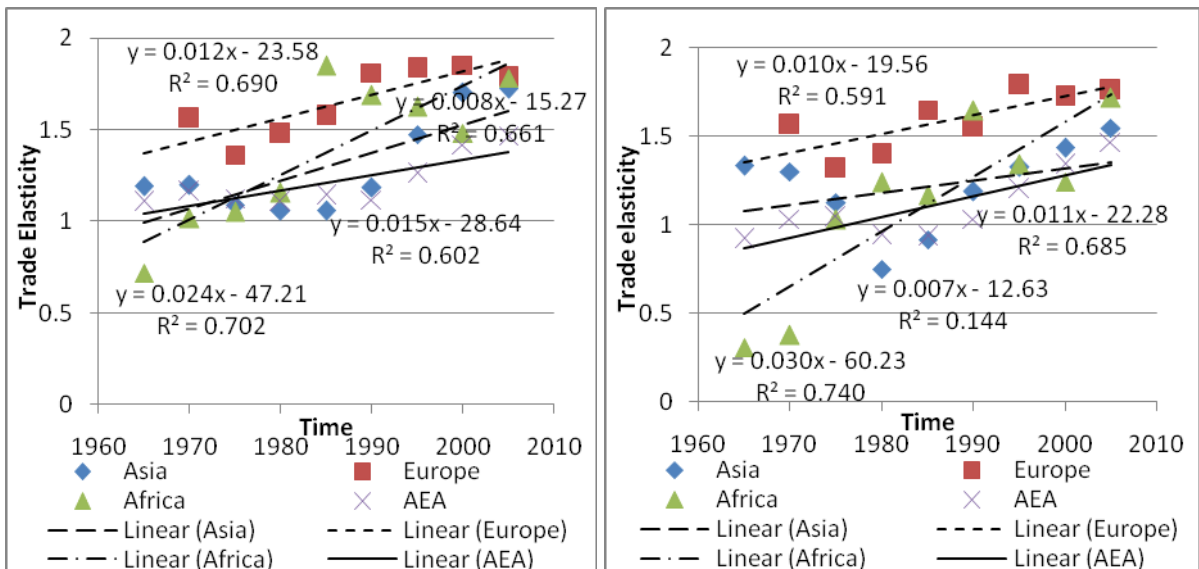 Trade Elasticity
2
1.5
1
0.5
0
y = 0.012x - 23.58
R² = 0.690
y = 0.008x - 15.27
R² = 0.661
y = 0.015x - 28.64
R² = 0.602
y = 0.024x - 47.21
R² = 0.702
Time
1960 1970 1980 1990 2000 2010
Asia Europe
Africa AEA
Linear (Asia) Linear (Europe)
Linear (Africa) Linear (AEA)
Trade elasticity
2
1.5
1
0.5
0
y = 0.010x - 19.56
R² = 0.591
y = 0.011x - 22.28
R² = 0.685
y = 0.007x - 12.63
R² = 0.144
y = 0.030x - 60.23
R² = 0.740
Time
1960 1970 1980 1990 2000 2010
Asia Europe
Africa AEA
Linear (Asia) Linear (Europe)
Linear (Africa) Linear (AEA)